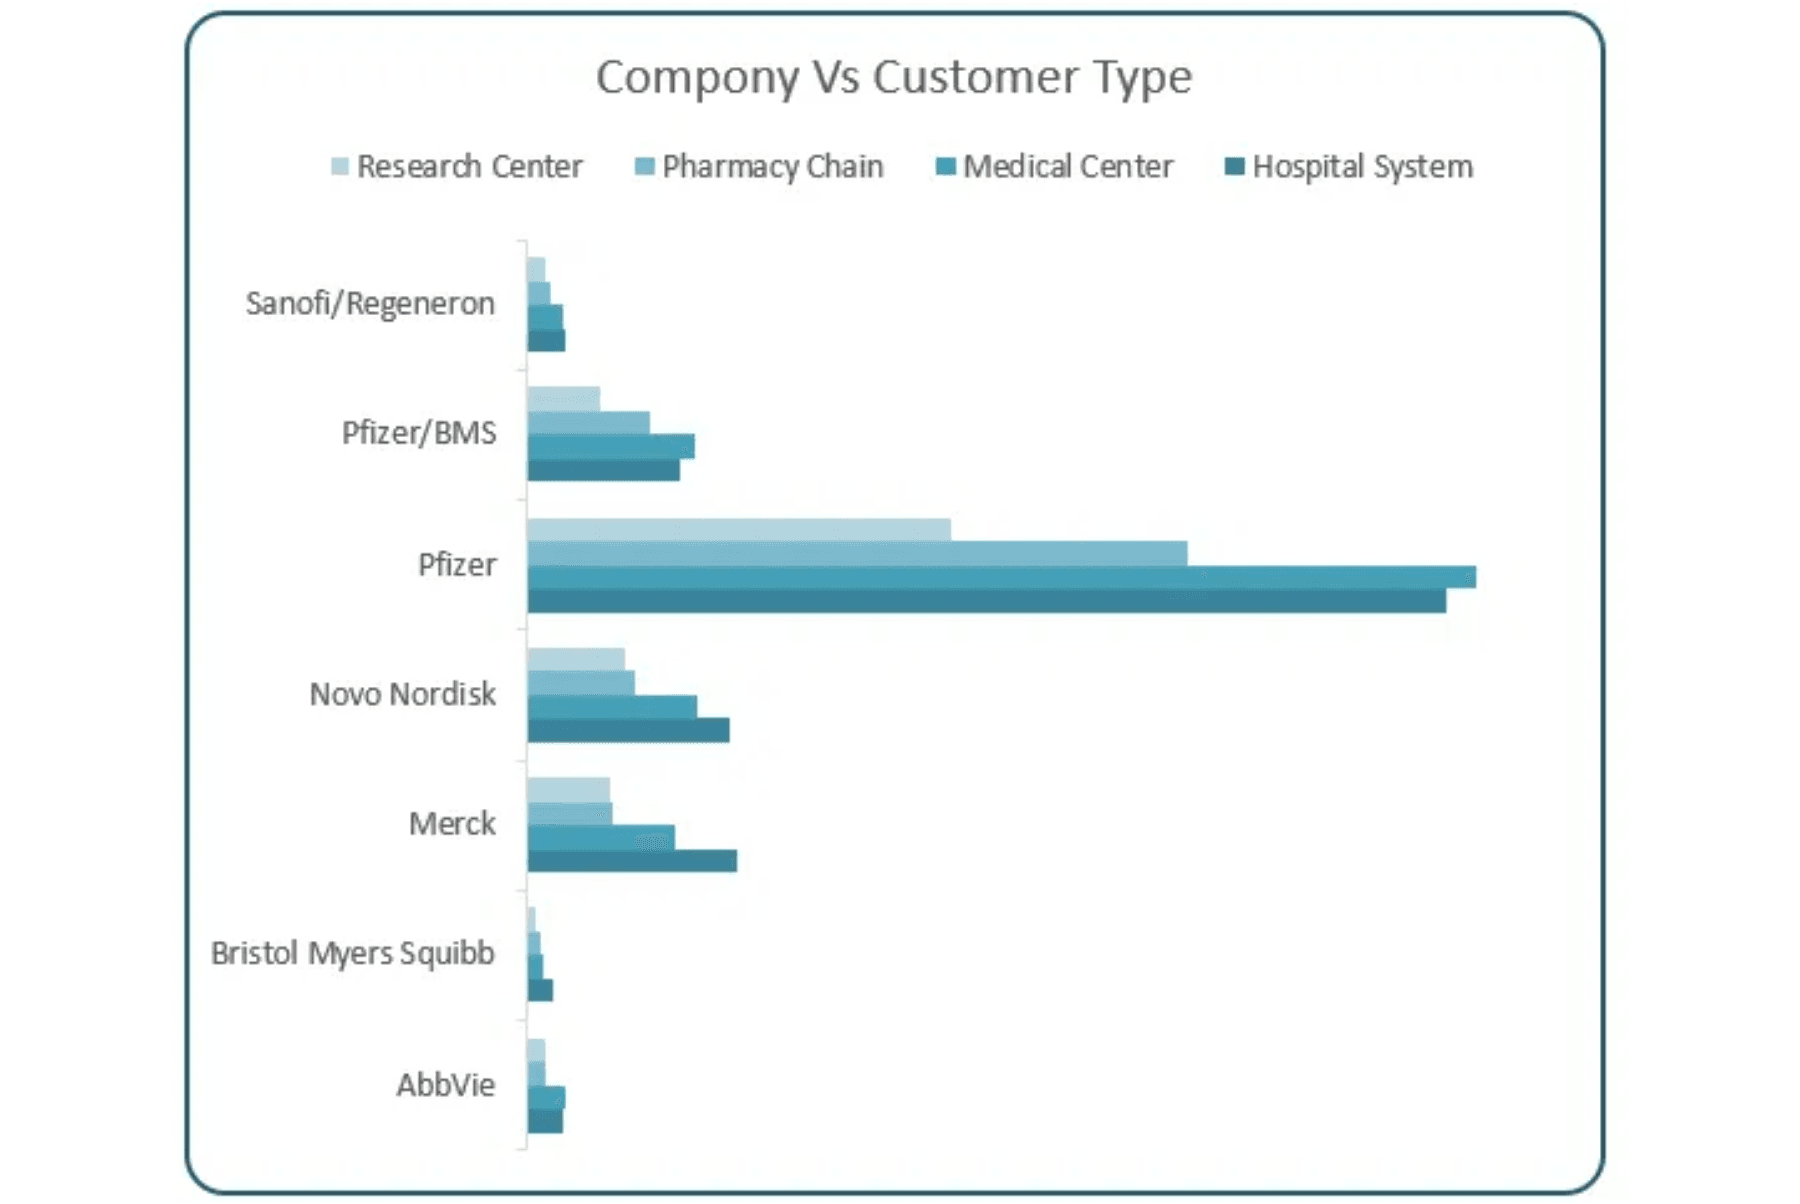 Compony Vs Customer Type
Research Center Pharmacy Chain Medical Center Hospital System
Sanofi/Regeneron
Pfizer/BMS
Pfizer
Novo Nordisk
Merck
Bristol Myers Squibb
AbbVie